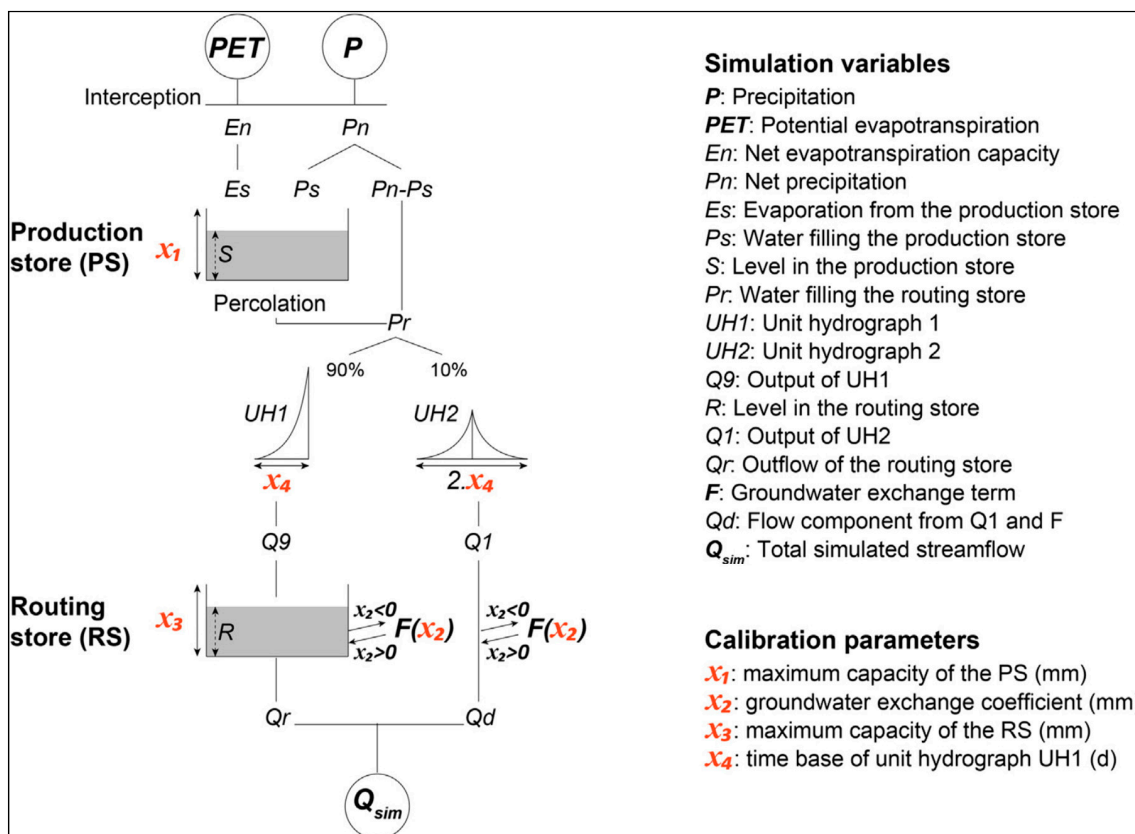 PET P
Interception
En Pn
Es Ps Pn-Ps
Production
store (PS)
x1
S
Percolation
Pr
90% 10%
UH1 UH2
x4 2.x4
Q9 Q1
Routing
store (RS)
x3
R
x2<0 x2<0
F(x2) F(x2)
x2>0 x2>0
Qr Qd
Qsim
Simulation variables
P: Precipitation
PET: Potential evapotranspiration
En: Net evapotranspiration capacity
Pn: Net precipitation
Es: Evaporation from the production store
Ps: Water filling the production store
S: Level in the production store
Pr: Water filling the routing store
UH1: Unit hydrograph 1
UH2: Unit hydrograph 2
Q9: Output of UH1
R: Level in the routing store
Q1: Output of UH2
Qr: Outflow of the routing store
F: Groundwater exchange term
Qd: Flow component from Q1 and F
Qsim: Total simulated streamflow
Calibration parameters
x1: maximum capacity of the PS (mm)
x2: groundwater exchange coefficient (mm
x3: maximum capacity of the RS (mm)
x4: time base of unit hydrograph UH1 (d)